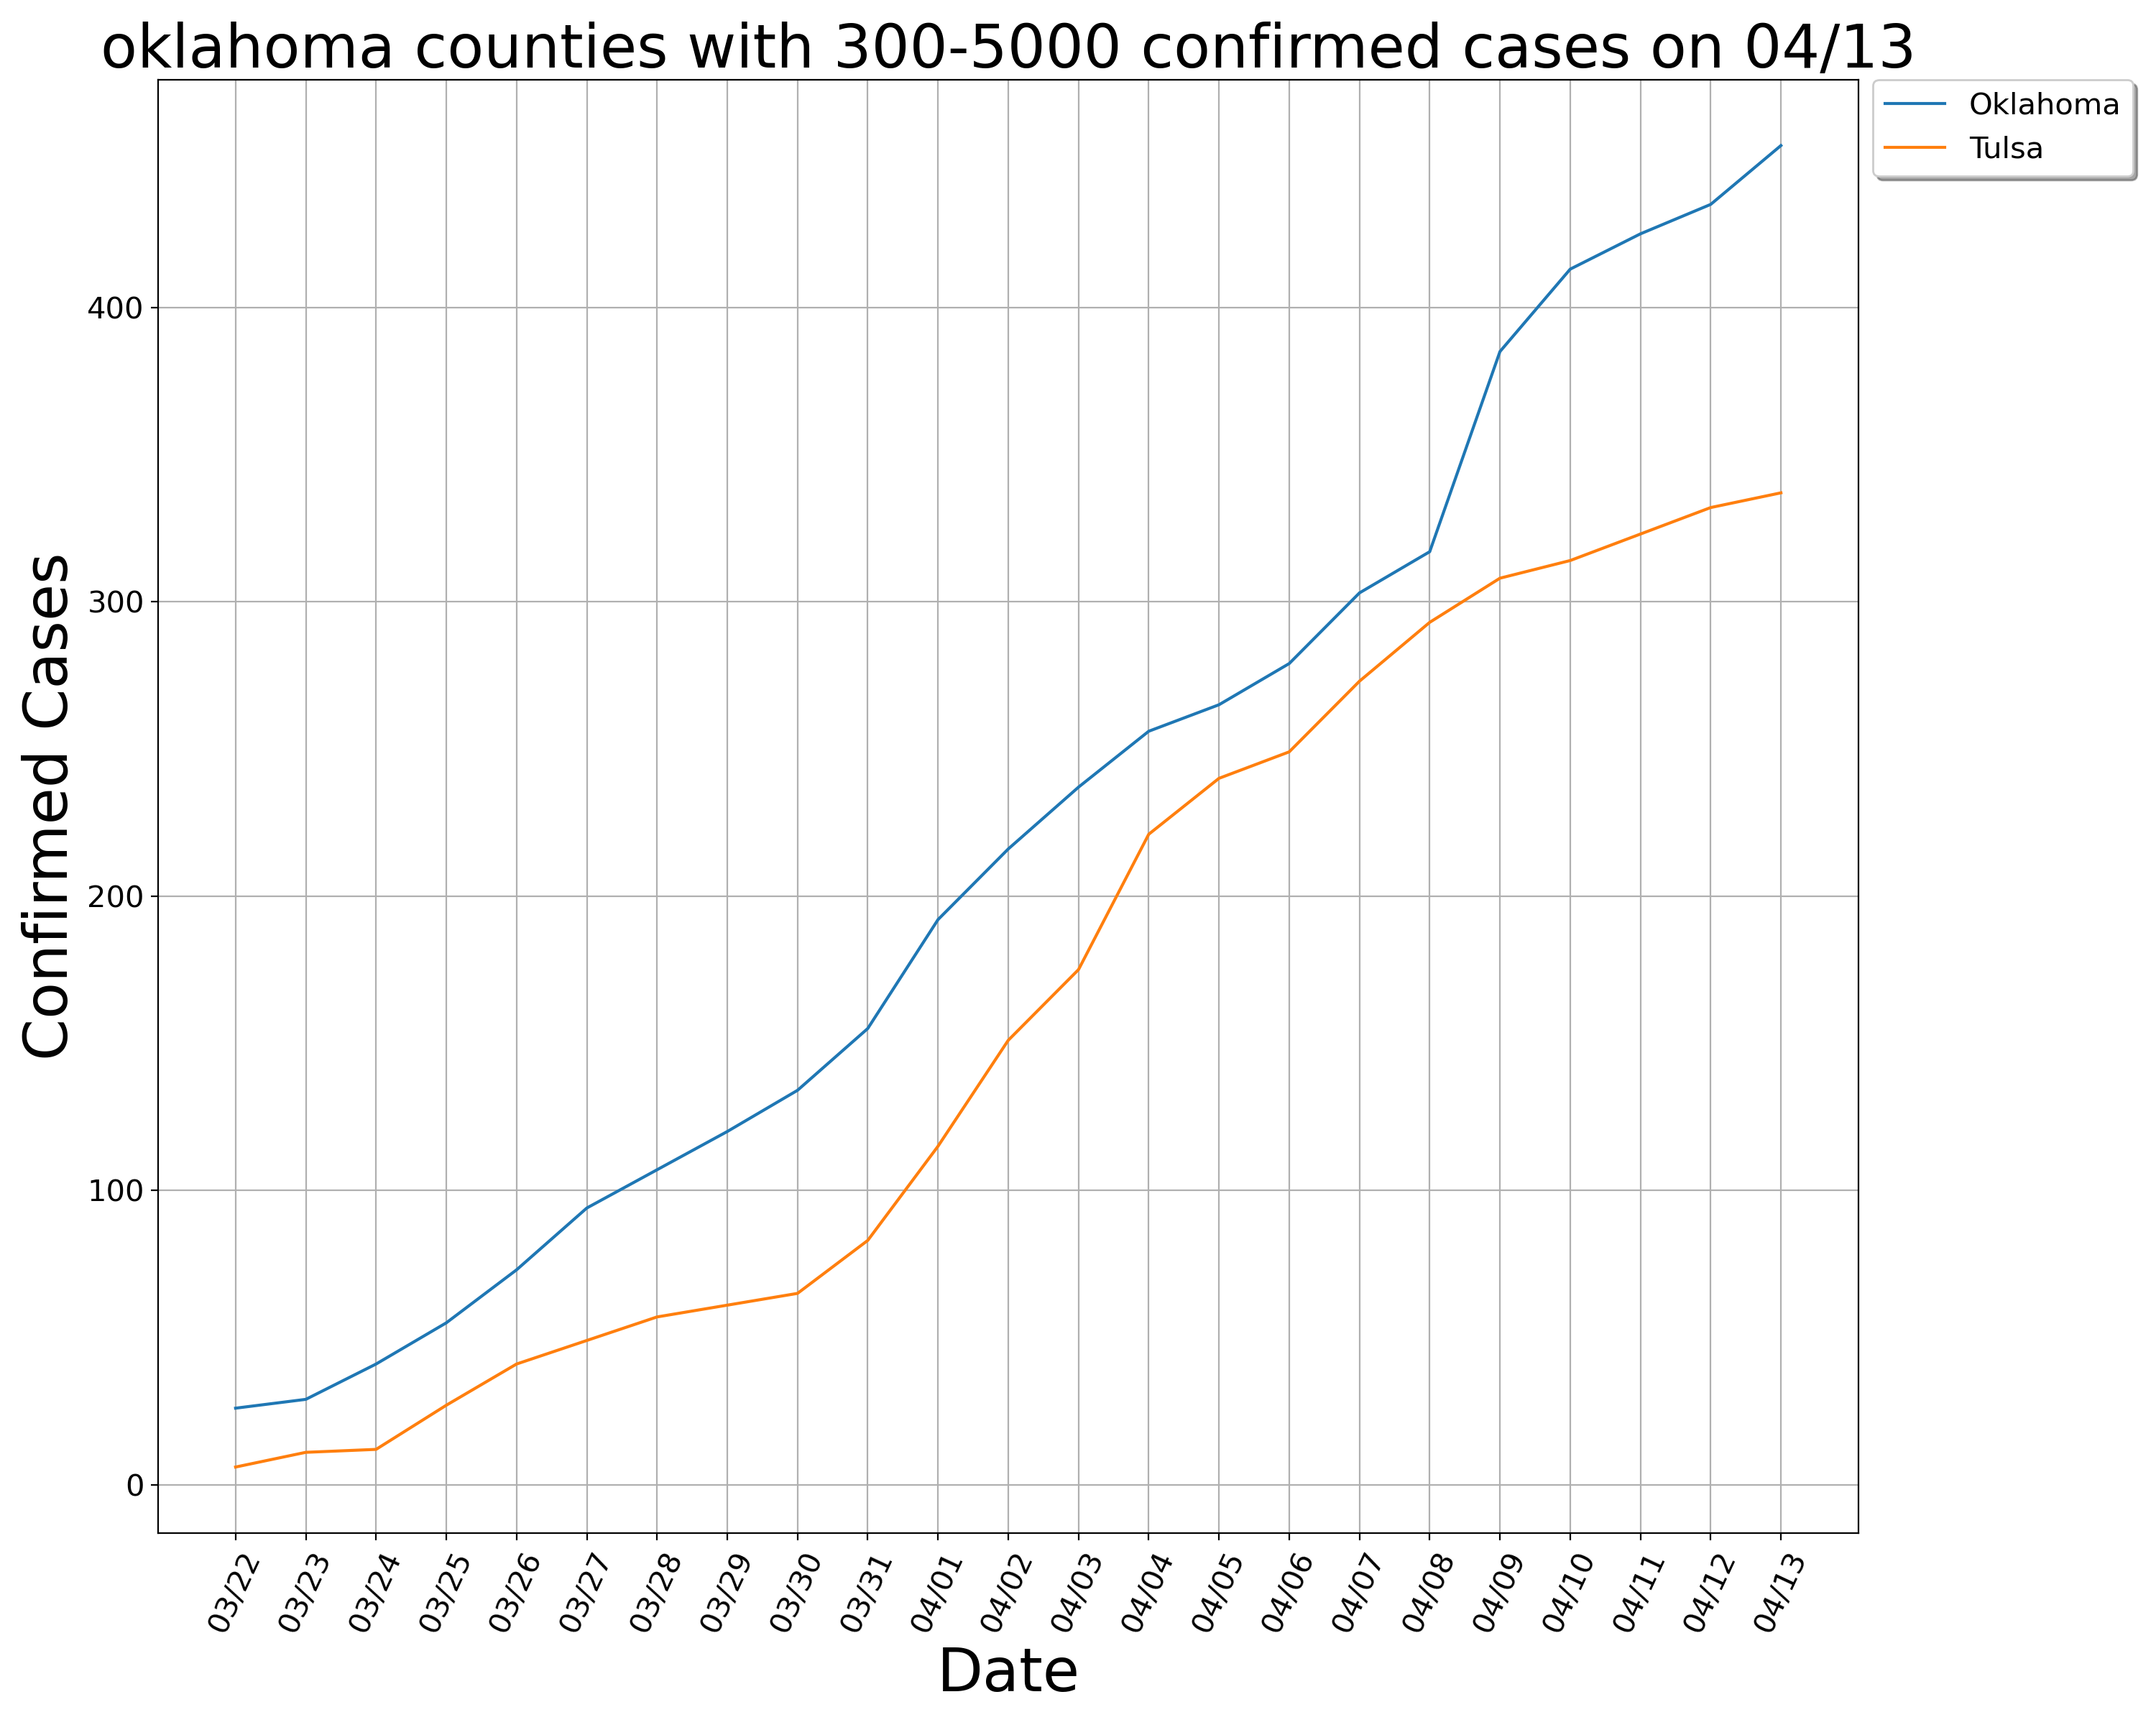 oklahoma counties with 300-5000 confirmed cases on 04/13
Oklahoma
Tulsa
Confirmed Cases
400
300
200
100
0
03/22 03/23 03/24 03/25 03/26 03/27 03/28 03/29 03/30 03/31 04/01 04/02 04/03 04/04 04/05 04/06 04/07 04/08 04/09 04/10 04/11 04/12 04/13
Date